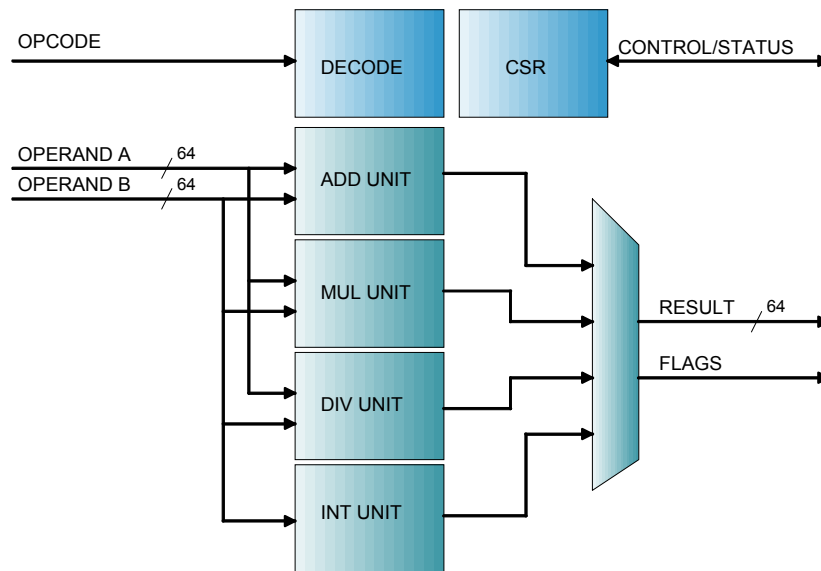 OPCODE
DECODE
CSR
CONTROL/STATUS
OPERAND A
64
OPERAND B
64
ADD UNIT
MUL UNIT
RESULT
64
FLAGS
DIV UNIT
INT UNIT